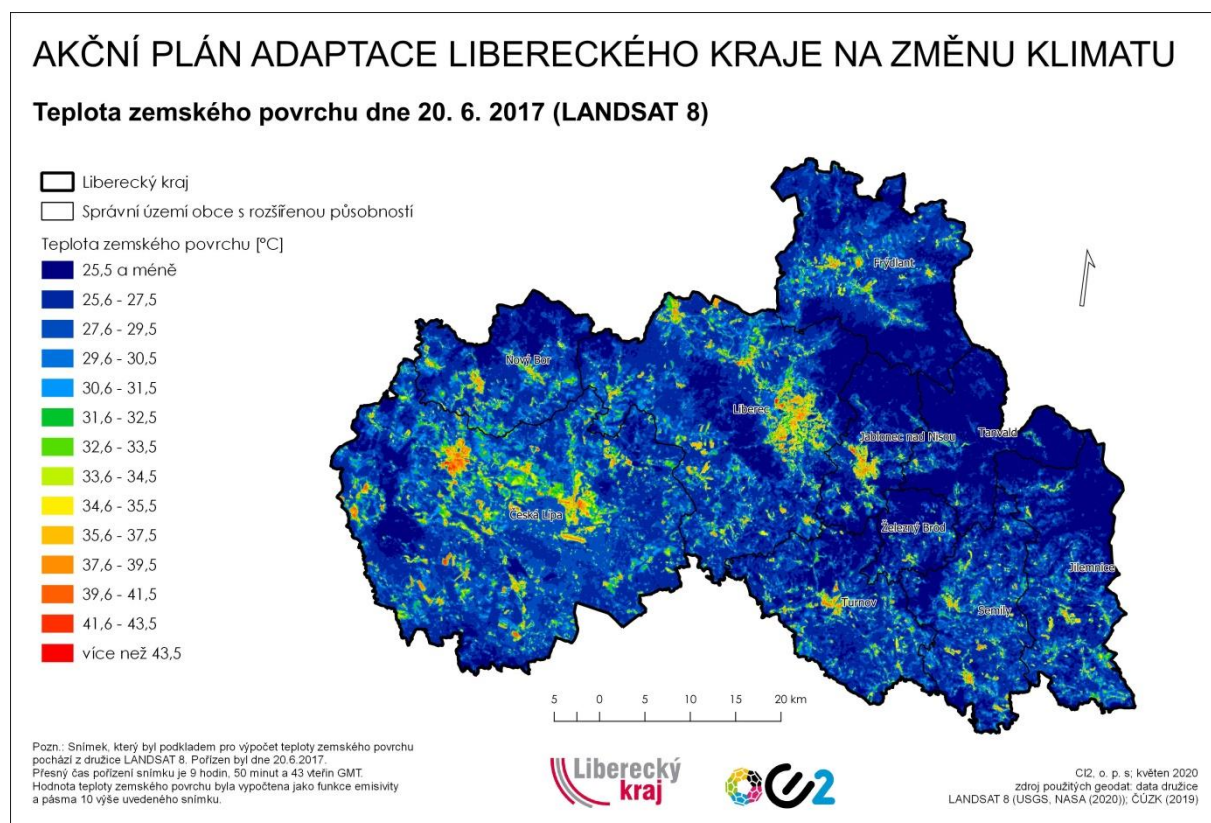 AKČNÍ PLÁN ADAPTACE LIBERECKÉHO KRAJE NA ZMĚNU KLIMATU
Teplota zemského povrchu dne 20. 6. 2017 (LANDSAT 8)
Liberecký kraj
Správní území obce s rozšířenou působností
Teplota zemského povrchu [°C]
25,5 a méně
25,6 - 27,5
27,6 - 29,5
29,6 - 30,5
30,6 - 31,5
31,6 - 32,5
32,6 - 33,5
33,6 - 34,5
34,6 - 35,5
35,6 - 37,5
37,6 - 39,5
39,6 - 41,5
41,6 - 43,5
více než 43,5
Frýdlant
Nový Bor
Liberec
Jablonec nad Nisou
Tanvald
Česká Lípa
Železný Brod
Jilemnice
Turnov
Semily
5 0 5 10 15 20 km
Pozn.: Snímek, který byl podkladem pro výpočet teploty zemského povrchu
pochází z družice LANDSAT 8. Pořízen byl dne 20.6.2017.
Přesný čas pořízení snímku je 9 hodin, 50 minut a 43 vteřin GMT.
Hodnota teploty zemského povrchu byla vypočtena jako funkce emisivity
a pásma 10 výše uvedeného snímku.
Liberecký
kraj
CI2
CI2, o. p. s; květen 2020
zdroj použitých geodat: data družice
LANDSAT 8 (USGS, NASA (2020)); ČÚZK (2019)